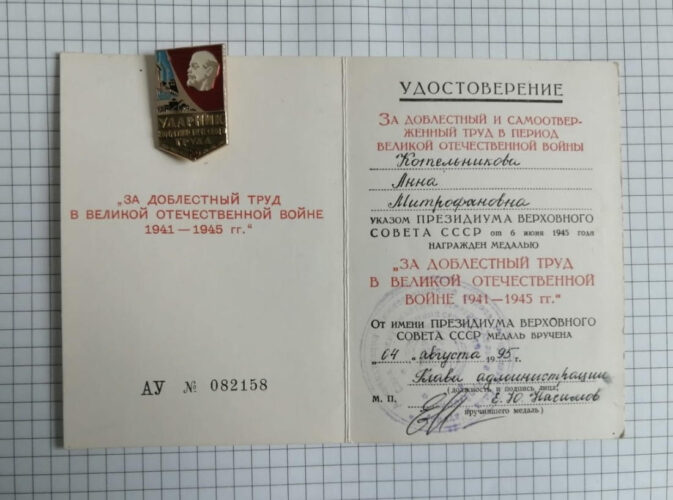 УДАРНИК
КОММУНИСТИЧЕСКОГО
ТРУДА
„ЗА ДОБЛЕСТНЫЙ ТРУД
В ВЕЛИКОЙ ОТЕЧЕСТВЕННОЙ ВОЙНЕ
1941—1945 гг.“
АУ № 082158
УДОСТОВЕРЕНИЕ
ЗА ДОБЛЕСТНЫЙ И САМООТВЕР-
ЖЕННЫЙ ТРУД В ПЕРИОД
ВЕЛИКОЙ ОТЕЧЕСТВЕННОЙ ВОЙНЫ
Котельникова
Анна
Митрофановна
УКАЗОМ ПРЕЗИДИУМА ВЕРХОВНОГО
СОВЕТА СССР от 6 июня 1945 года
НАГРАЖДЕН МЕДАЛЬЮ
„ЗА ДОБЛЕСТНЫЙ ТРУД
В ВЕЛИКОЙ ОТЕЧЕСТВЕННОЙ
ВОЙНЕ 1941—1945 гг.“
От имени ПРЕЗИДИУМА ВЕРХОВНОГО
СОВЕТА СССР МЕДАЛЬ ВРУЧЕНА
„04„ августа 1995 г.
Глава администрации
(должность и подпись лица,
М. П. Е. Ю. Касимов
вручившего медаль)